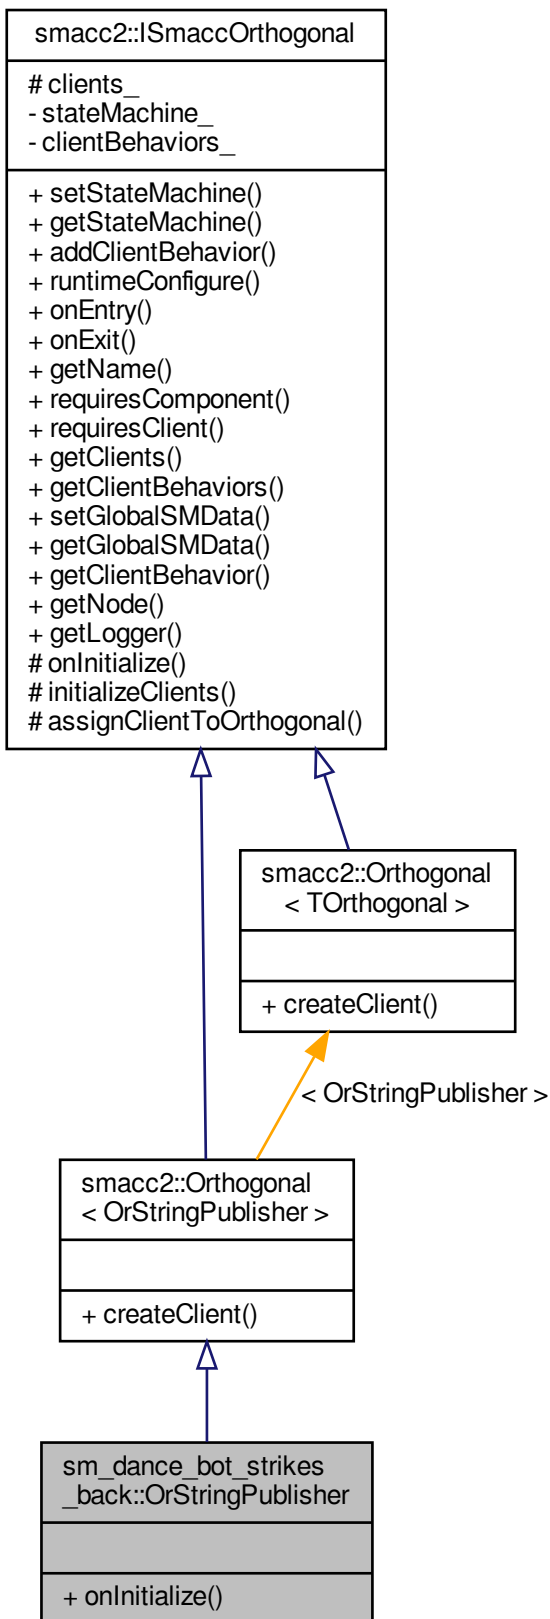 smacc2::ISmaccOrthogonal
# clients_
- stateMachine_
- clientBehaviors_
+ setStateMachine()
+ getStateMachine()
+ addClientBehavior()
+ runtimeConfigure()
+ onEntry()
+ onExit()
+ getName()
+ requiresComponent()
+ requiresClient()
+ getClients()
+ getClientBehaviors()
+ setGlobalSMData()
+ getGlobalSMData()
+ getClientBehavior()
+ getNode()
+ getLogger()
# onInitialize()
# initializeClients()
# assignClientToOrthogonal()
smacc2::Orthogonal
< TOrthogonal >
+ createClient()
< OrStringPublisher >
smacc2::Orthogonal
< OrStringPublisher >
+ createClient()
sm_dance_bot_strikes
_back::OrStringPublisher
+ onInitialize()